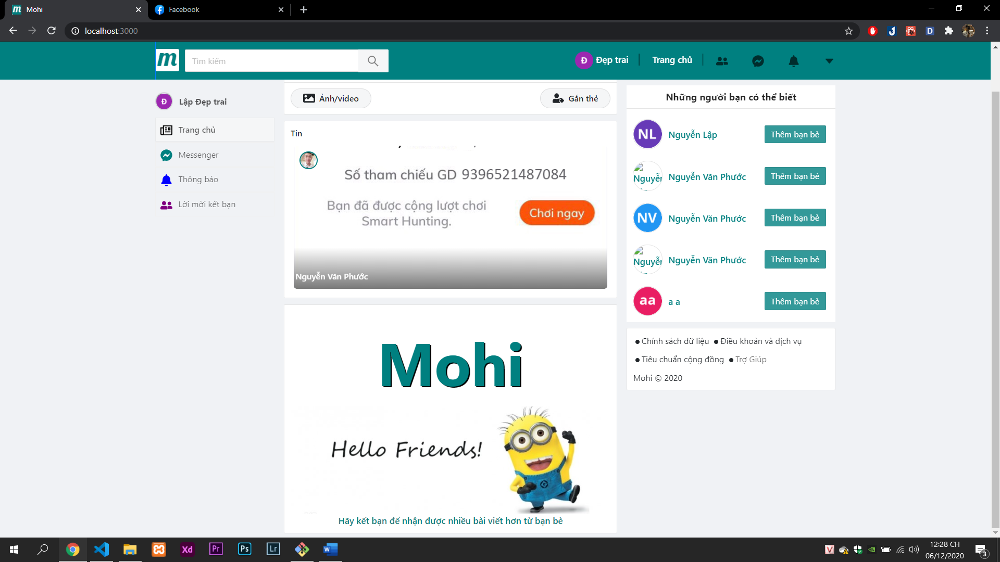 Mohi
Facebook
localhost:3000
m
Tìm kiếm
Đ
Đẹp trai
Trang chủ
Đ
Lập Đẹp trai
Trang chủ
Messenger
Thông báo
Lời mời kết bạn
Ảnh/video
Gắn thẻ
Tin
Số tham chiếu GD 9396521487084
Bạn đã được cộng lượt chơi
Smart Hunting.
Chơi ngay
Nguyễn Văn Phước
Mohi
Hello Friends!
Hãy kết bạn để nhận được nhiều bài viết hơn từ bạn bè
Những người bạn có thể biết
NL
Nguyễn Lập
Thêm bạn bè
Nguyễn
Nguyễn Văn Phước
Thêm bạn bè
NV
Nguyễn Văn Phước
Thêm bạn bè
Nguyễn
Nguyễn Văn Phước
Thêm bạn bè
aa
a a
Thêm bạn bè
Chính sách dữ liệu
Điều khoản và dịch vụ
Tiêu chuẩn cộng đồng
Trợ Giúp
Mohi © 2020
Xd
Pr
Ps
Lr
W
V
12:28 CH
06/12/2020
3